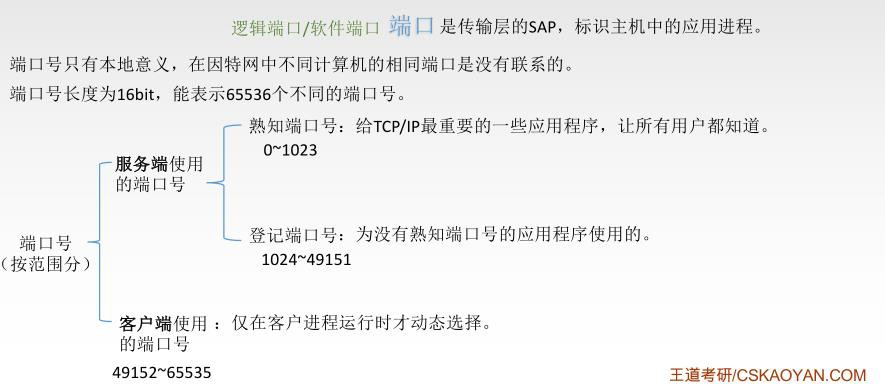 逻辑端口/软件端口 端口 是传输层的SAP，标识主机中的应用进程。
端口号只有本地意义，在因特网中不同计算机的相同端口是没有联系的。
端口号长度为16bit，能表示65536个不同的端口号。
熟知端口号：给TCP/IP最重要的一些应用程序，让所有用户都知道。
0~1023
服务端使用
的端口号
登记端口号：为没有熟知端口号的应用程序使用的。
1024~49151
端口号
（按范围分）
客户端使用：仅在客户进程运行时才动态选择。
的端口号
49152~65535
王道考研/CSKAOYAN.COM